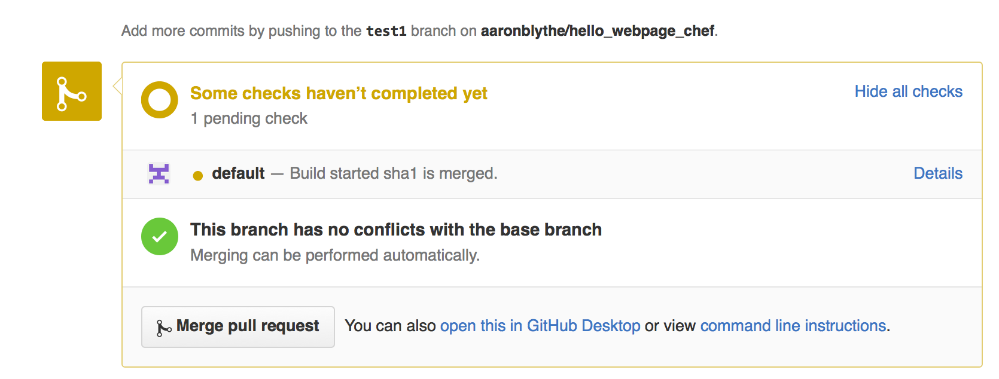 Add more commits by pushing to the test1 branch on aaronblythe/hello_webpage_chef.
Some checks haven’t completed yet
Hide all checks
1 pending check
default — Build started sha1 is merged.
Details
This branch has no conflicts with the base branch
Merging can be performed automatically.
Merge pull request
You can also open this in GitHub Desktop or view command line instructions.